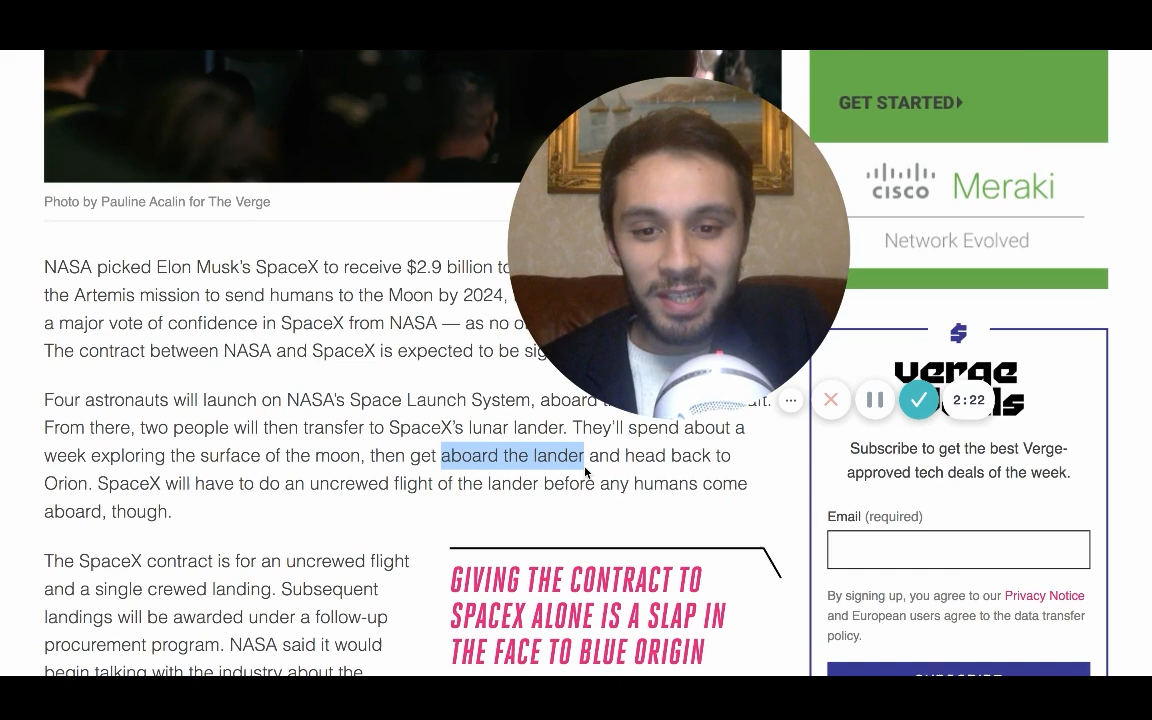 GET STARTED
cisco Meraki
Network Evolved
Photo by Pauline Acalin for The Verge
NASA picked Elon Musk's SpaceX to receive $2.9 billion
the Artemis mission to send humans to the Moon by 2024,
a major vote of confidence in SpaceX from NASA — as no
The contract between NASA and SpaceX is expected to be
Four astronauts will launch on NASA's Space Launch System, aboard
From there, two people will then transfer to SpaceX's lunar lander. They'll spend about a
week exploring the surface of the moon, then get aboard the lander and head back to
Orion. SpaceX will have to do an uncrewed flight of the lander before any humans come
aboard, though.
The SpaceX contract is for an uncrewed flight
and a single crewed landing. Subsequent
landings will be awarded under a follow-up
procurement program. NASA said it would
begin talking with the industry about the
GIVING THE CONTRACT TO
SPACEX ALONE IS A SLAP IN
THE FACE TO BLUE ORIGIN
2:22
verge
Subscribe to get the best Verge-
approved tech deals of the week.
Email (required)
By signing up, you agree to our Privacy Notice
and European users agree to the data transfer
policy.
SUBSCRIBE